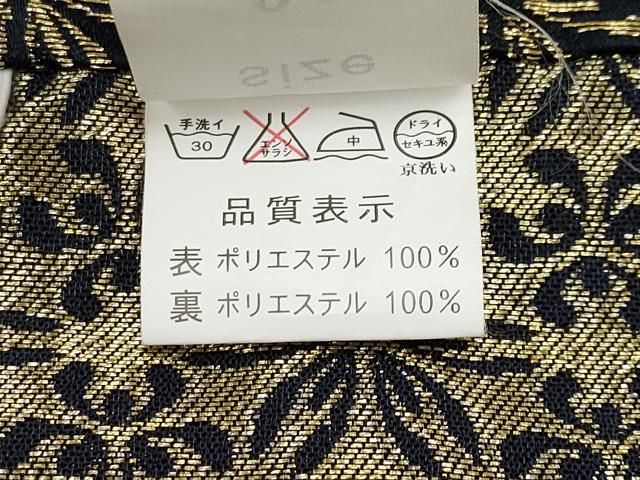 size
手洗イ
30
エンソ
サラシ
中
ドライ
セキユ系
京洗い
品質表示
表 ポリエステル 100%
裏 ポリエステル 100%